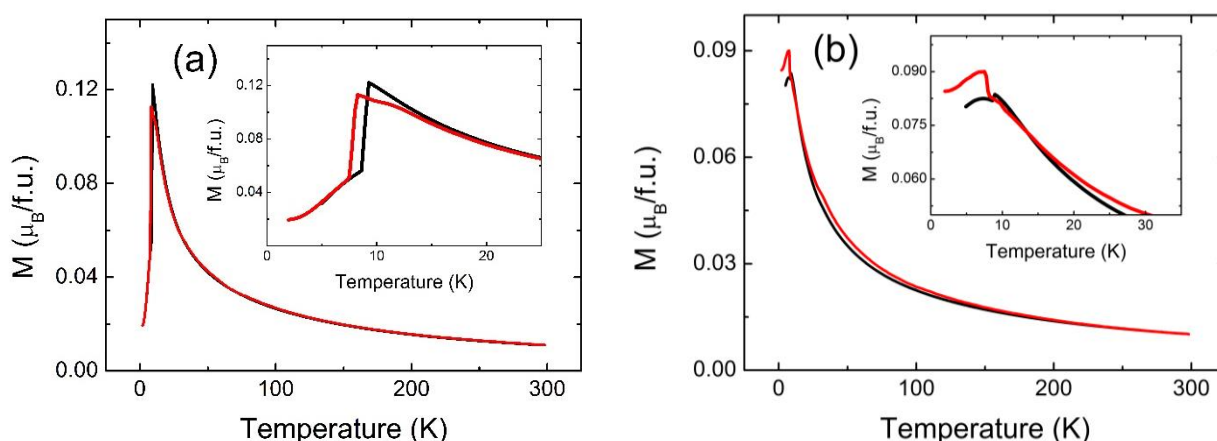 (a)
M (μB/f.u.)
0.12
0.08
0.04
0.00
0 100 200 300
Temperature (K)
M (μB/f.u.)
0.12
0.08
0.04
10 20
Temperature (K)
(b)
M (μB/f.u.)
0.09
0.06
0.03
0.00
0 100 200 300
Temperature (K)
M (μB/f.u.)
0.090
0.075
0.060
0 10 20 30
Temperature (K)